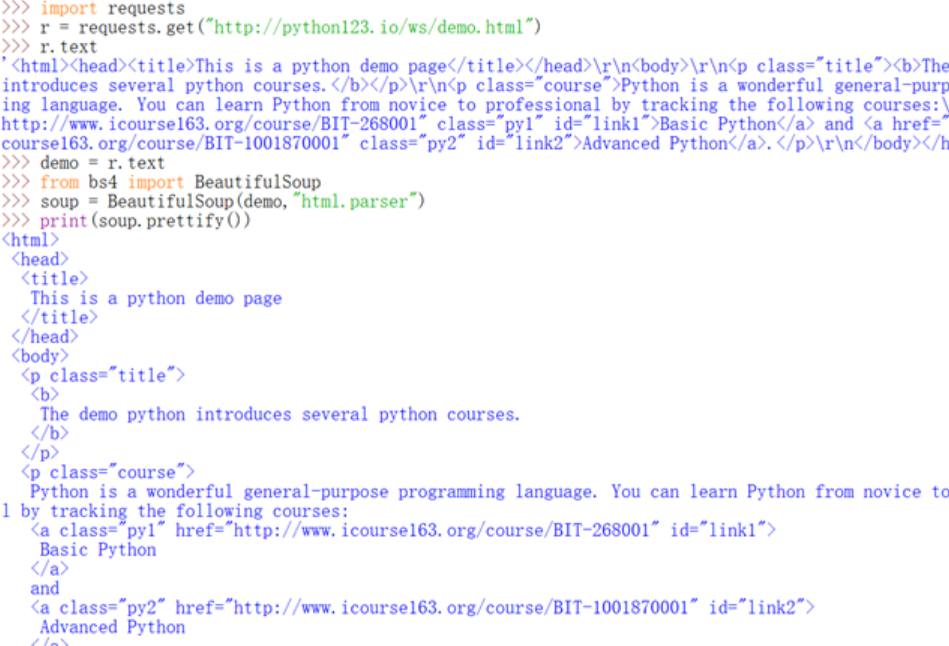 >>> import requests
>>> r = requests.get("http://python123.io/ws/demo.html")
>>> r.text
'<html><head><title>This is a python demo page</title></head>\r\n<body>\r\n<p class="title"><b>The
introduces several python courses.</b></p>\r\n<p class="course">Python is a wonderful general-purp
ing language. You can learn Python from novice to professional by tracking the following courses:\
http://www.icourse163.org/course/BIT-268001" class="py1" id="link1">Basic Python</a> and <a href="
course163.org/course/BIT-1001870001" class="py2" id="link2">Advanced Python</a>.</p>\r\n</body></h
>>> demo = r.text
>>> from bs4 import BeautifulSoup
>>> soup = BeautifulSoup(demo,"html.parser")
>>> print(soup.prettify())
<html>
 <head>
  <title>
   This is a python demo page
  </title>
 </head>
 <body>
  <p class="title">
   <b>
    The demo python introduces several python courses.
   </b>
  </p>
  <p class="course">
   Python is a wonderful general-purpose programming language. You can learn Python from novice to
l by tracking the following courses:
   <a class="py1" href="http://www.icourse163.org/course/BIT-268001" id="link1">
    Basic Python
   </a>
   and
   <a class="py2" href="http://www.icourse163.org/course/BIT-1001870001" id="link2">
    Advanced Python
   </a>